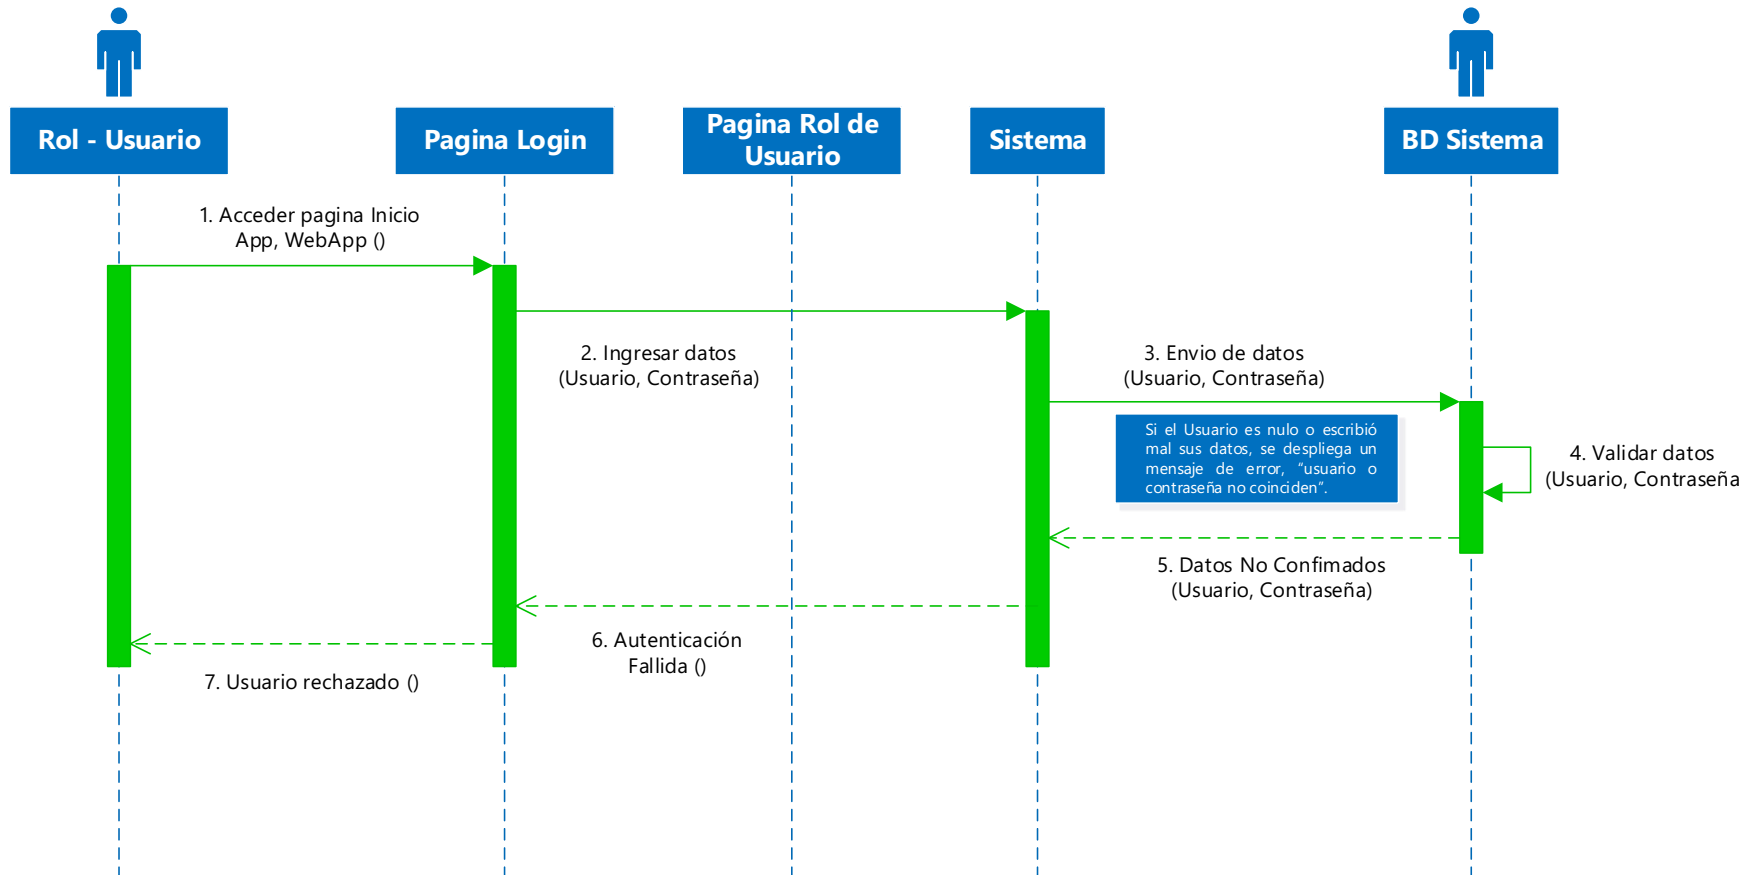 Rol - Usuario
Pagina Login
Pagina Rol de
Usuario
Sistema
BD Sistema
1. Acceder pagina Inicio
App, WebApp ()
2. Ingresar datos
(Usuario, Contraseña)
3. Envio de datos
(Usuario, Contraseña)
Si el Usuario es nulo o escribió
mal sus datos, se despliega un
mensaje de error, “usuario o
contraseña no coinciden”.
4. Validar datos
(Usuario, Contraseña
5. Datos No Confimados
(Usuario, Contraseña)
6. Autenticación
Fallida ()
7. Usuario rechazado ()